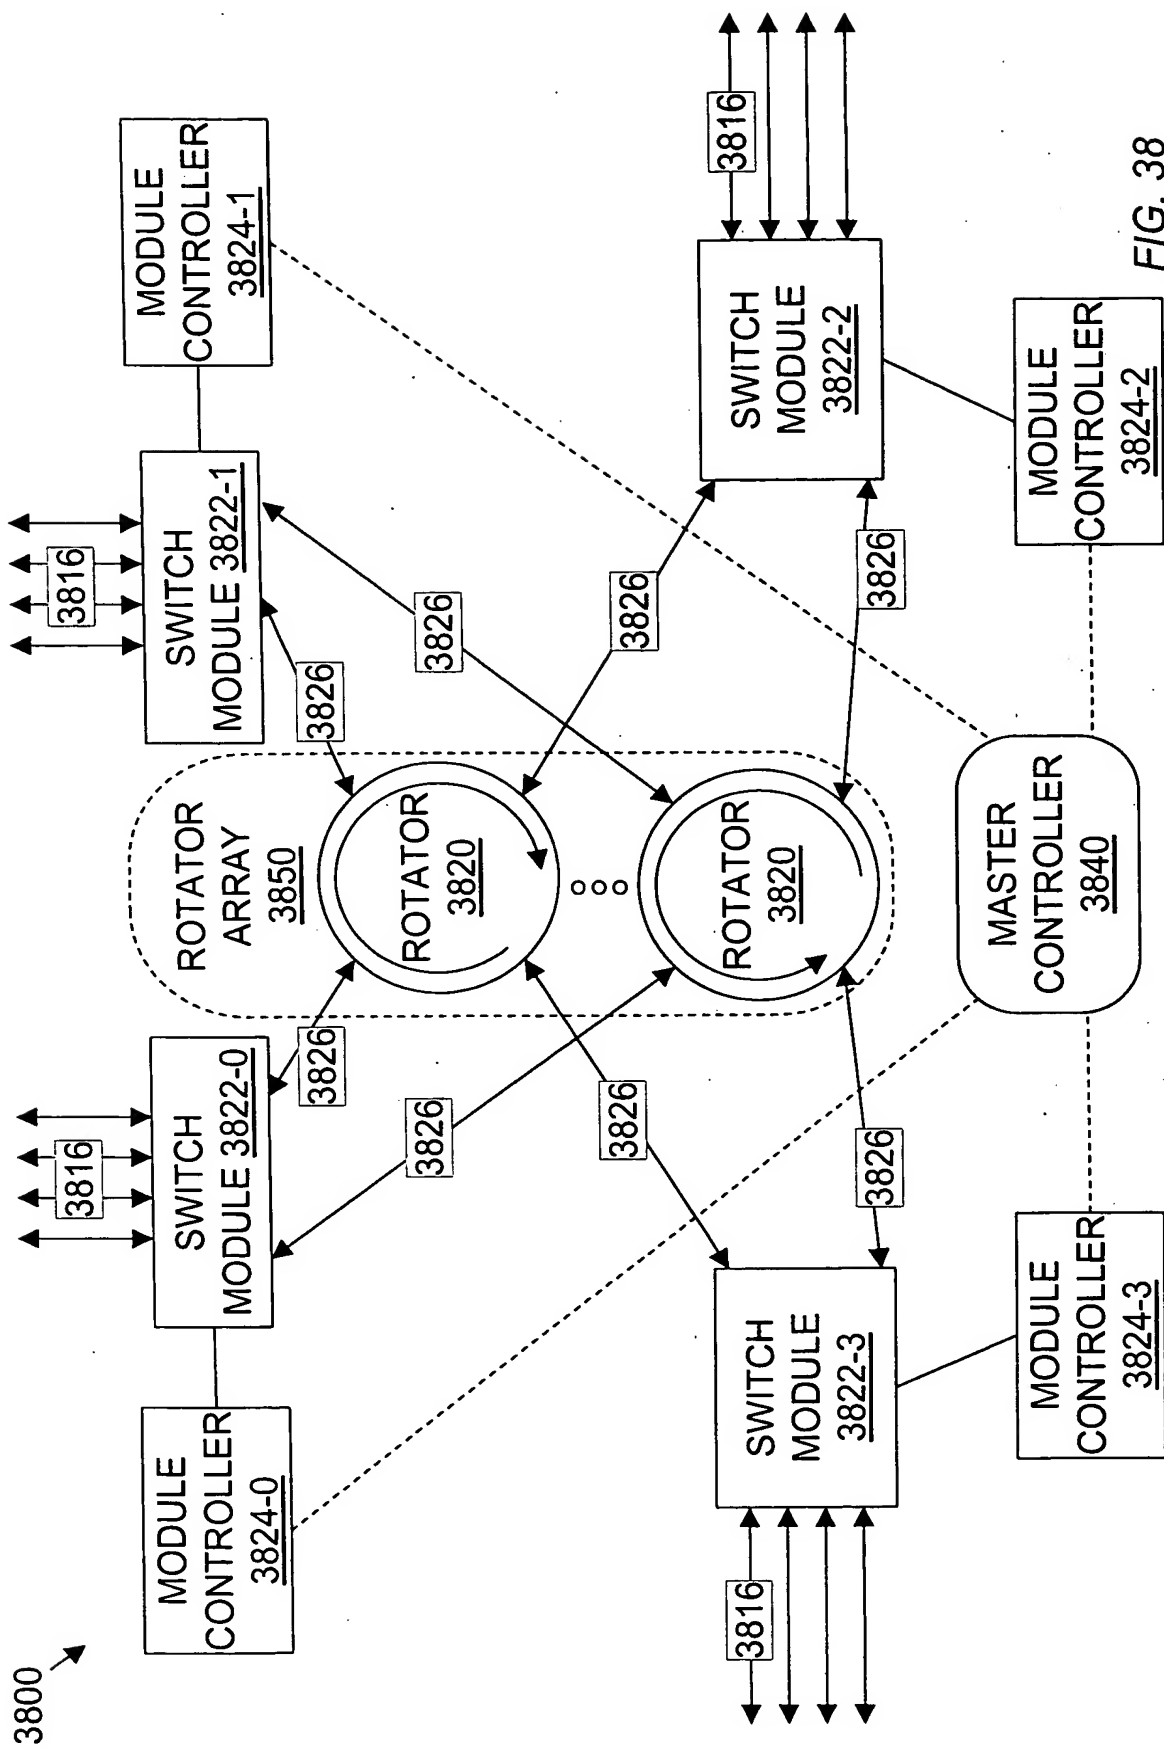 3800
MODULE
CONTROLLER
3824-0
SWITCH
MODULE 3822-0
3816
SWITCH
MODULE 3822-1
3816
MODULE
CONTROLLER
3824-1
3826
3826
3826
3826
ROTATOR
ARRAY
3850
ROTATOR
3820
ROTATOR
3820
3826
3826
3826
3826
3816
SWITCH
MODULE
3822-3
SWITCH
MODULE
3822-2
3816
MODULE
CONTROLLER
3824-3
MASTER
CONTROLLER
3840
MODULE
CONTROLLER
3824-2
FIG. 38